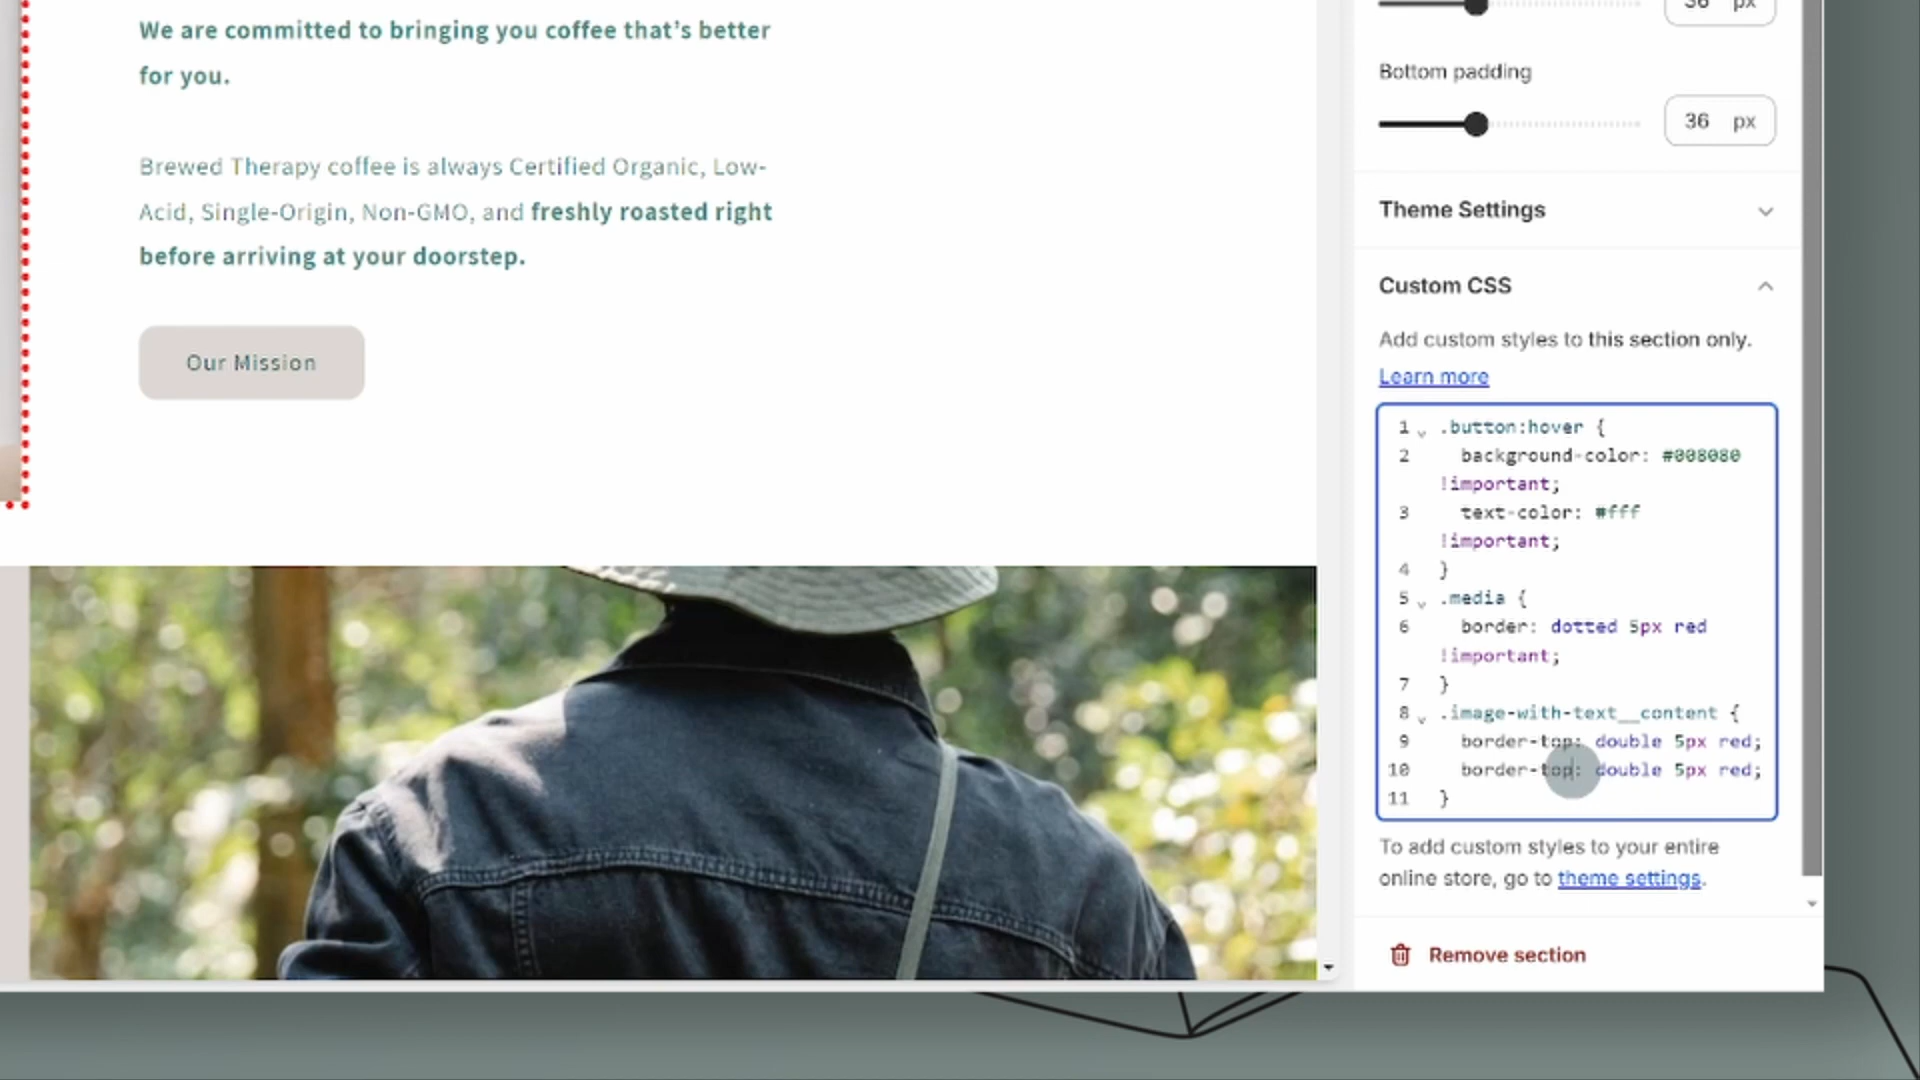 We are committed to bringing you coffee that's better
for you.
Brewed Therapy coffee is always Certified Organic, Low-
Acid, Single-Origin, Non-GMO, and freshly roasted right
before arriving at your doorstep.
Our Mission
36 px
Bottom padding
36 px
Theme Settings
Custom CSS
Add custom styles to this section only.
Learn more
1 .button:hover {
2 background-color: #008080
!important;
3 text-color: #fff
!important;
4 }
5 .media {
6 border: dotted 5px red
!important;
7 }
8 .image-with-text__content {
9 border-top: double 5px red;
10 border-top: double 5px red;
11 }
To add custom styles to your entire
online store, go to theme settings.
Remove section